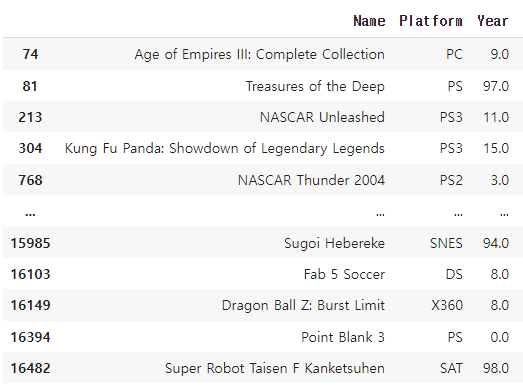 Name Platform Year
74 Age of Empires III: Complete Collection PC 9.0
81 Treasures of the Deep PS 97.0
213 NASCAR Unleashed PS3 11.0
304 Kung Fu Panda: Showdown of Legendary Legends PS3 15.0
768 NASCAR Thunder 2004 PS2 3.0
... ... ... ...
15985 Sugoi Hebereke SNES 94.0
16103 Fab 5 Soccer DS 8.0
16149 Dragon Ball Z: Burst Limit X360 8.0
16394 Point Blank 3 PS 0.0
16482 Super Robot Taisen F Kanketsuhen SAT 98.0